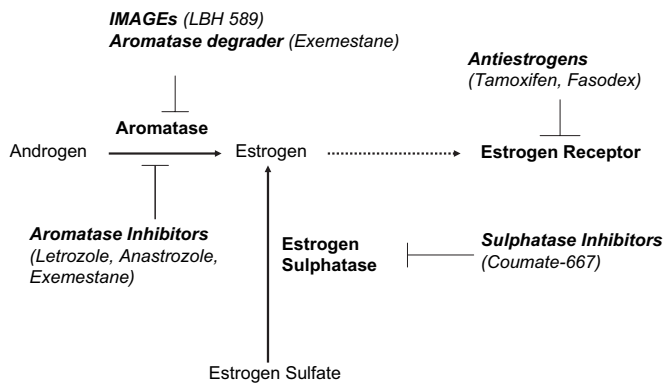 IMAGEs (LBH 589)
Aromatase degrader (Exemestane)
Antiestrogens
(Tamoxifen, Fasodex)
Aromatase
Androgen
Estrogen
Estrogen Receptor
Aromatase Inhibitors
(Letrozole, Anastrozole,
Exemestane)
Estrogen
Sulphatase
Sulphatase Inhibitors
(Coumate-667)
Estrogen Sulfate